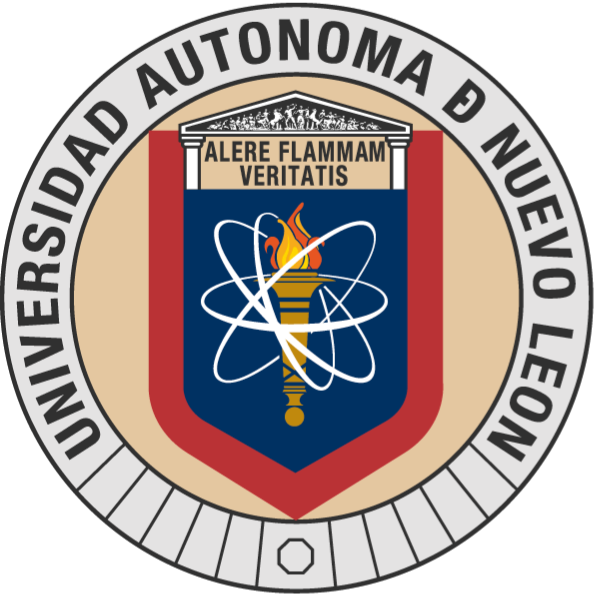 UNIVERSIDAD AUTONOMA Ð NUEVO LEON
ALERE FLAMMAM
VERITATIS